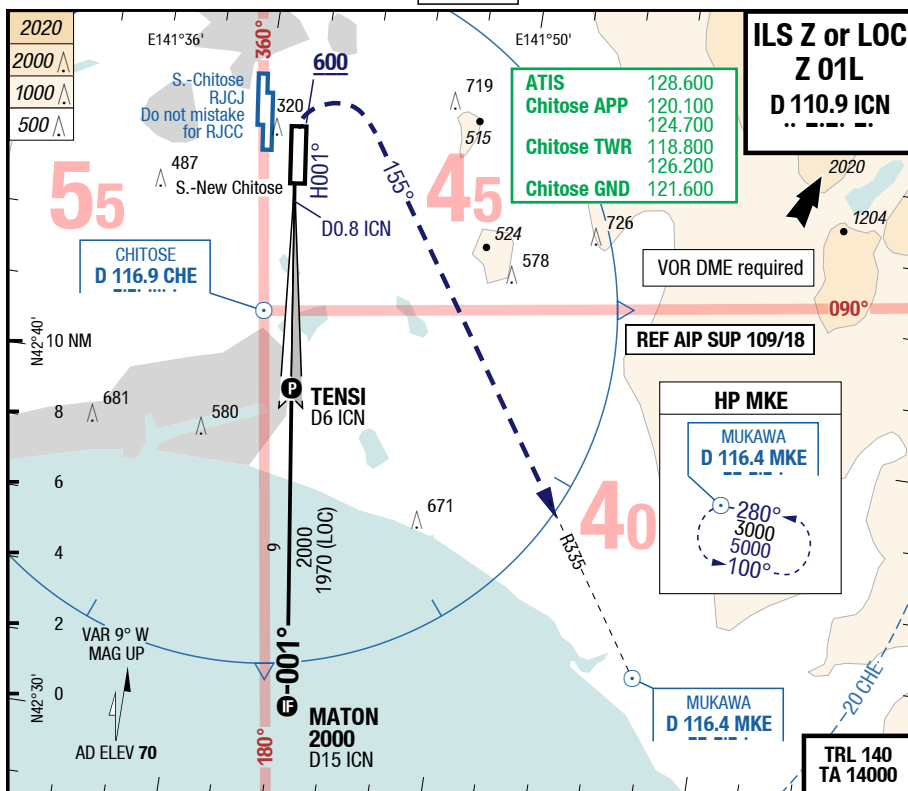 2020
2000
1000
500
E141°36'
360°
E141°50'
ILS Z or LOC
Z 01L
D 110.9 ICN
S.-Chitose
RJCJ
Do not mistake
for RJCC
320
600
719
515
ATIS 128.600
Chitose APP 120.100
124.700
Chitose TWR 118.800
126.200
Chitose GND 121.600
487
S.-New Chitose
H001°
155°
55
45
2020
1204
D0.8 ICN
524
578
726
CHITOSE
D 116.9 CHE
VOR DME required
090°
N42°40'
10 NM
REF AIP SUP 109/18
P
TENSI
D6 ICN
681
580
8
HP MKE
MUKAWA
D 116.4 MKE
280°
3000
5000
100°
6
671
40
R335
4
9
2000
1970 (LOC)
2
VAR 9° W
MAG UP
001°
N42°30'
0
IF
MATON
2000
D15 ICN
MUKAWA
D 116.4 MKE
20 CHE
AD ELEV 70
180°
TRL 140
TA 14000